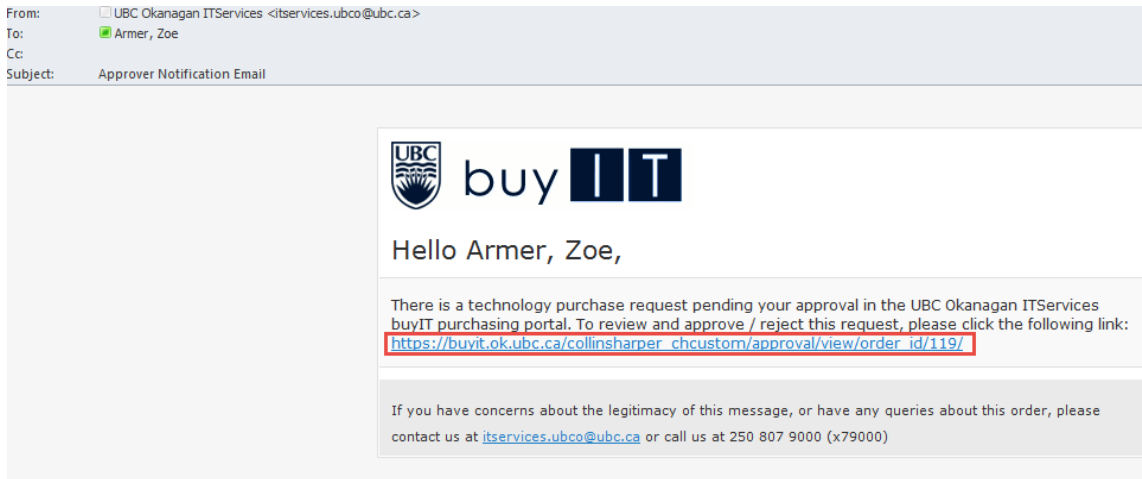 From: UBC Okanagan ITServices <itservices.ubco@ubc.ca>
To: Armer, Zoe
Cc:
Subject: Approver Notification Email
UBC buy IT
Hello Armer, Zoe,
There is a technology purchase request pending your approval in the UBC Okanagan ITServices
buyIT purchasing portal. To review and approve / reject this request, please click the following link:
https://buyit.ok.ubc.ca/collinsharper_chcustom/approval/view/order_id/119/
If you have concerns about the legitimacy of this message, or have any queries about this order, please
contact us at itservices.ubco@ubc.ca or call us at 250 807 9000 (x79000)